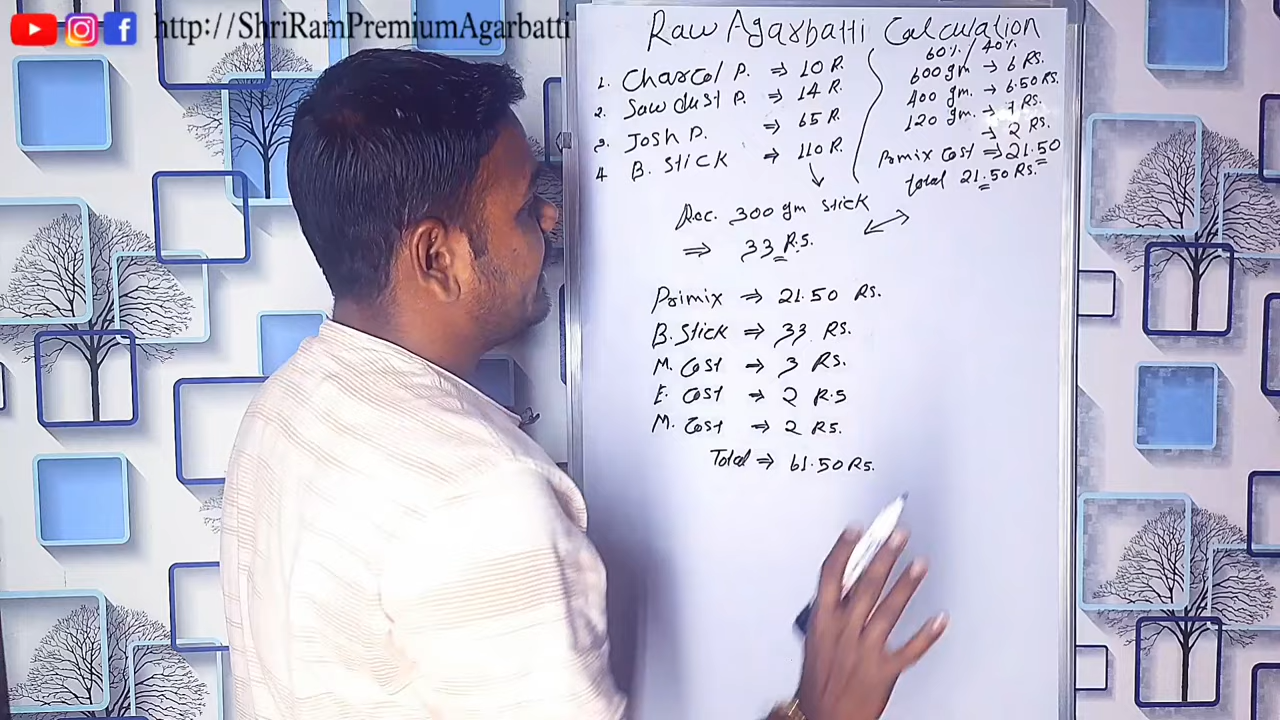 http://ShriRamPremiumAgarbatti
Raw Agarbatti Calculation
1. Charcol P. ⇒ 10 R.
2. Saw dust P. ⇒ 14 R.
3. Josh P. ⇒ 65 R.
4 B. Stick ⇒ 110 R.
60% / 40%
600 gm → 6 RS.
400 gm. → 6.50 RS.
120 gm. → 7 RS.
→ 2 RS.
Primix Cost ⇒ 21.50
total 21.50 RS.
Rec. 300 gm stick
⇒ 33 R.S.
Primix ⇒ 21.50 RS.
B. Stick ⇒ 33 RS.
M. Cost ⇒ 3 RS.
E. Cost ⇒ 2 R.S
M. Cost ⇒ 2 RS.
Total ⇒ 61.50 RS.